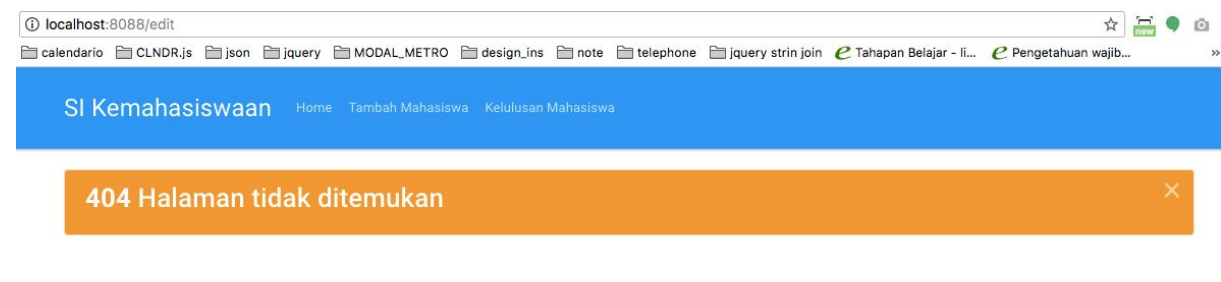 localhost:8088/edit
new
calendario CLNDR.js json jquery MODAL_METRO design_ins note telephone jquery strin join Tahapan Belajar - li... Pengetahuan wajib... »
SI Kemahasiswaan Home Tambah Mahasiswa Kelulusan Mahasiswa
404 Halaman tidak ditemukan ×